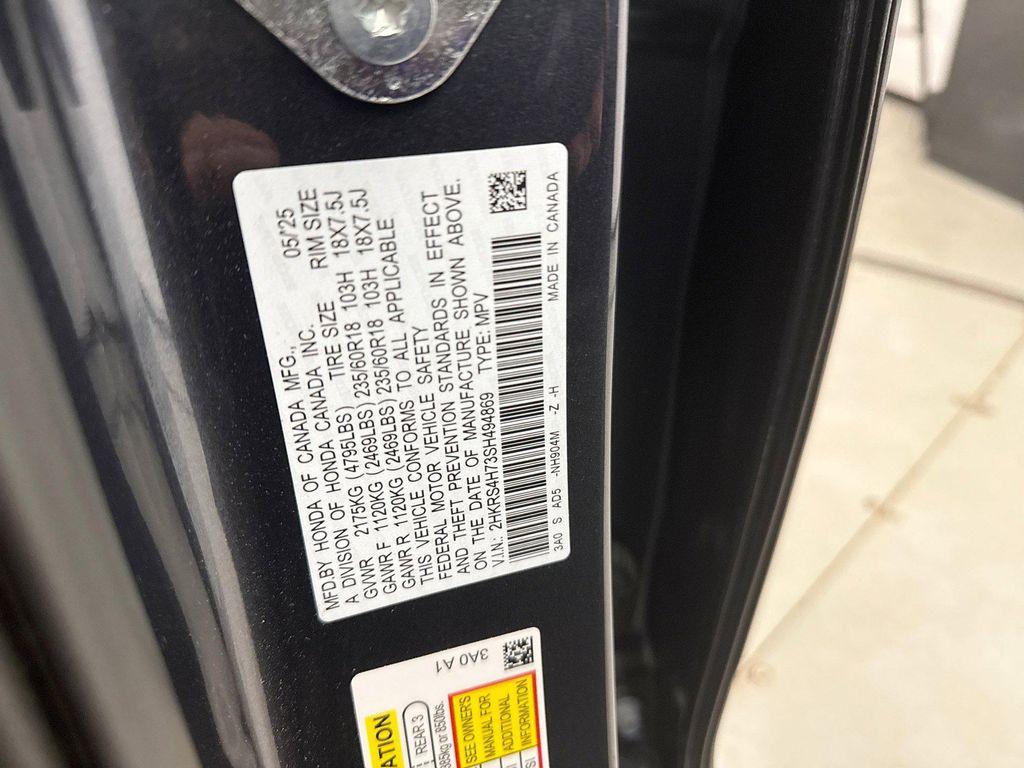 MFD.BY HONDA OF CANADA MFG., 05/25
A DIVISION OF HONDA CANADA INC.
GVWR 2175KG (4795LBS) TIRE SIZE RIM SIZE
GAWR F 1120KG (2469LBS) 235/60R18 103H 18X7.5J
GAWR R 1120KG (2469LBS) 235/60R18 103H 18X7.5J
THIS VEHICLE CONFORMS TO ALL APPLICABLE
FEDERAL MOTOR VEHICLE SAFETY
AND THEFT PREVENTION STANDARDS IN EFFECT
ON THE DATE OF MANUFACTURE SHOWN ABOVE.
V.I.N.: 2HKRS4H73SH494869 TYPE: MPV
3A0 S AD5 -NH904M -Z -H MADE IN CANADA
3A0 A1
ATION
REAR 3
385kg or 850lbs.
SEE OWNER'S
MANUAL FOR
ADDITIONAL
INFORMATION